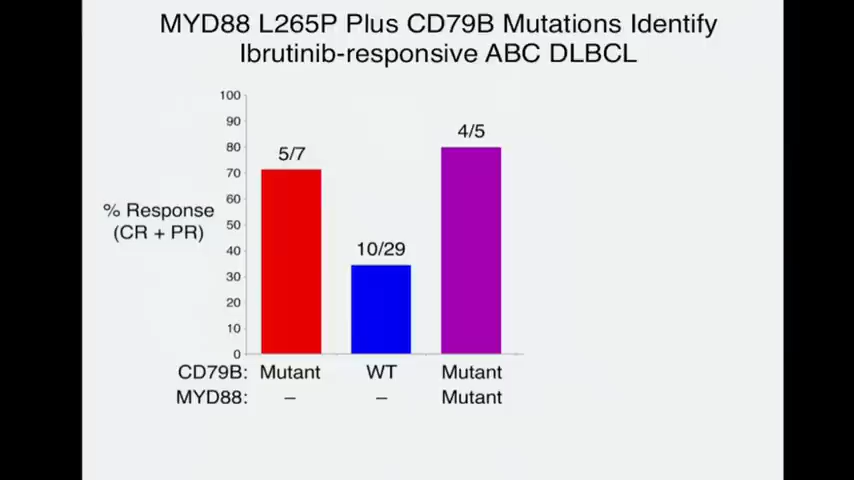 MYD88 L265P Plus CD79B Mutations Identify
Ibrutinib-responsive ABC DLBCL
100
90
80
70
60
50
40
30
20
10
0
% Response
(CR + PR)
5/7
10/29
4/5
CD79B: Mutant WT Mutant
MYD88: – – Mutant